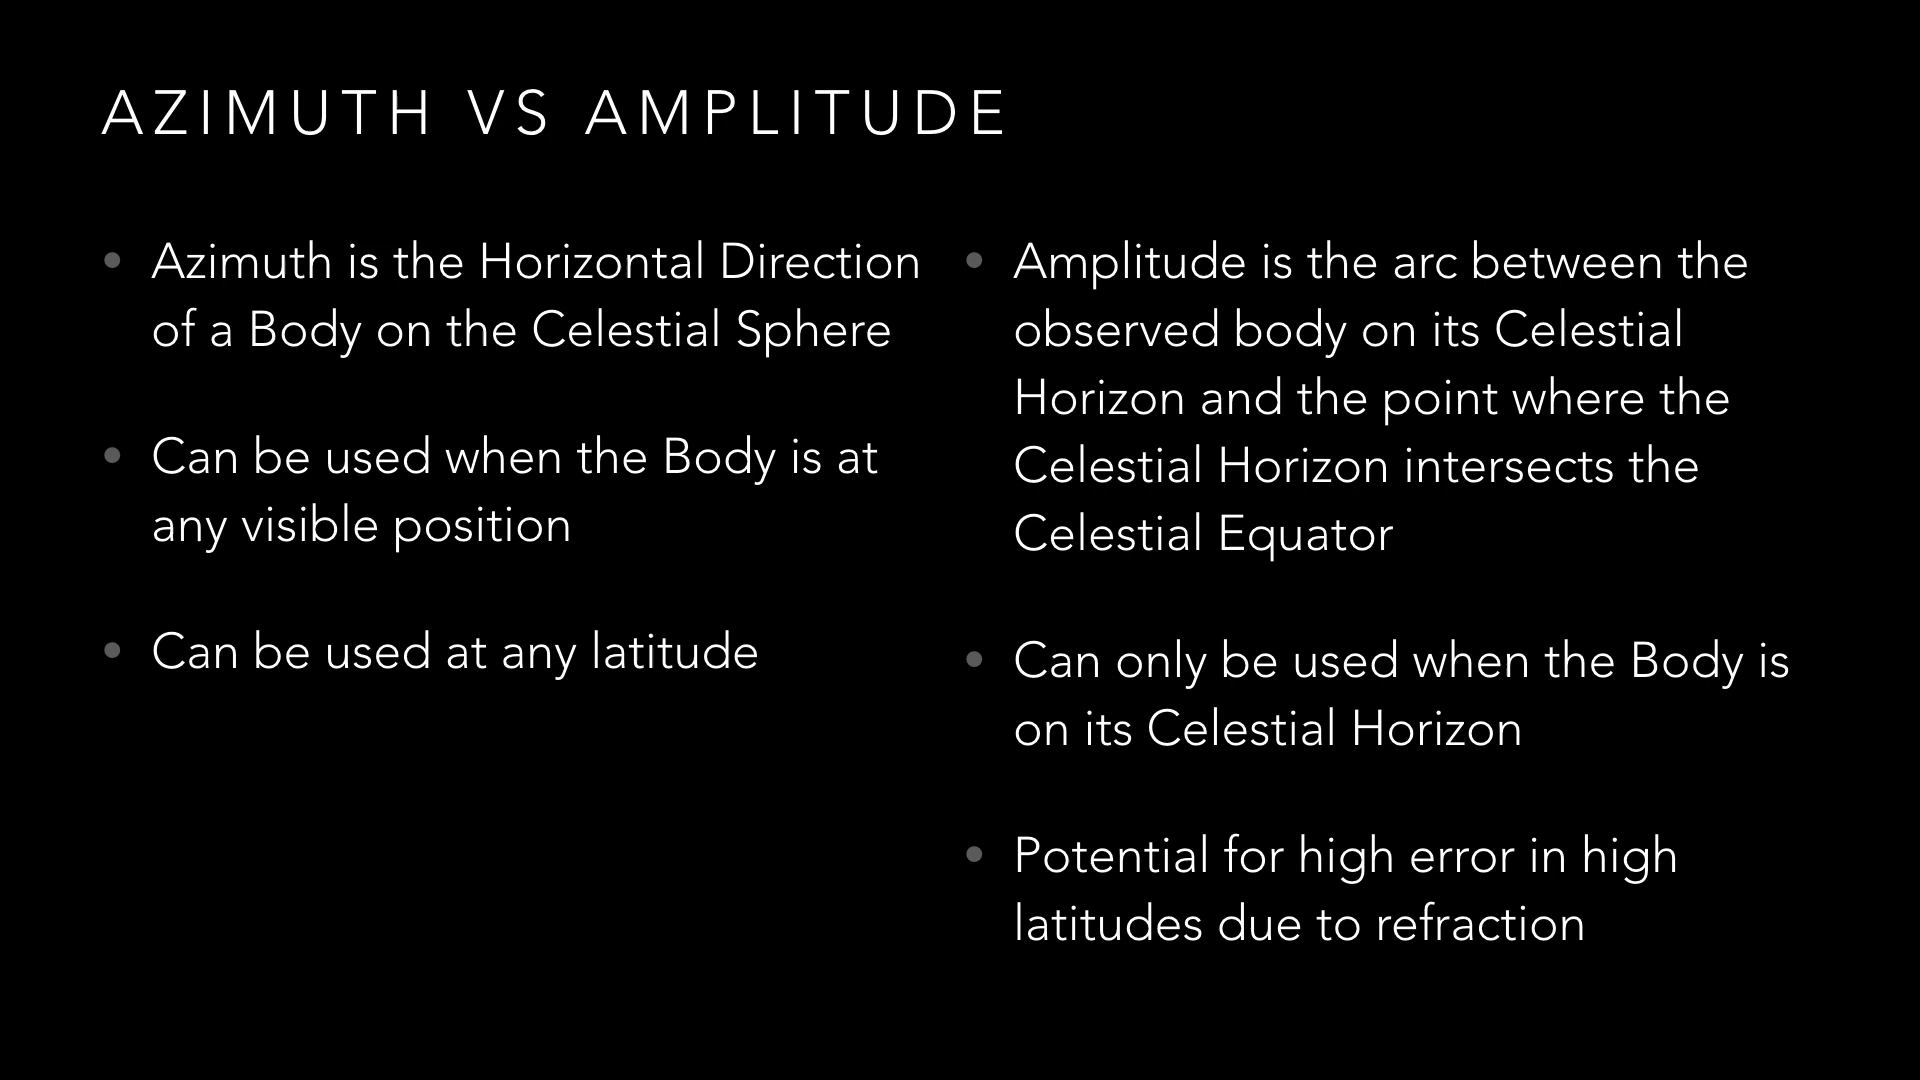 AZIMUTH VS AMPLITUDE
• Azimuth is the Horizontal Direction
of a Body on the Celestial Sphere
• Can be used when the Body is at
any visible position
• Can be used at any latitude
• Amplitude is the arc between the
observed body on its Celestial
Horizon and the point where the
Celestial Horizon intersects the
Celestial Equator
• Can only be used when the Body is
on its Celestial Horizon
• Potential for high error in high
latitudes due to refraction